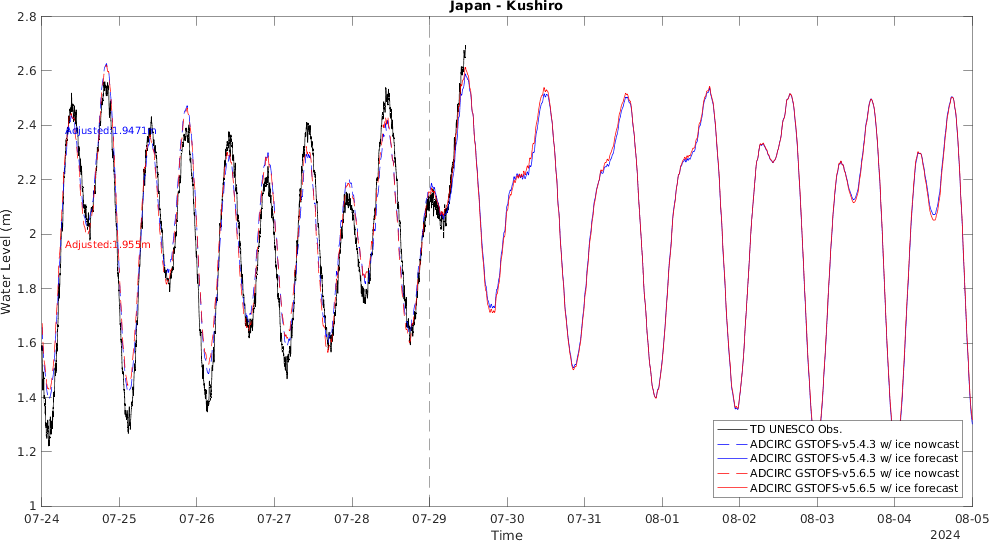 Japan - Kushiro
2.8
2.6
2.4
2.2
2
1.8
1.6
1.4
1.2
1
Water Level (m)
Adjusted:1.9471m
Adjusted:1.955m
TD UNESCO Obs.
ADCIRC GSTOFS-v5.4.3 w/ ice nowcast
ADCIRC GSTOFS-v5.4.3 w/ ice forecast
ADCIRC GSTOFS-v5.6.5 w/ ice nowcast
ADCIRC GSTOFS-v5.6.5 w/ ice forecast
07-24 07-25 07-26 07-27 07-28 07-29 07-30 07-31 08-01 08-02 08-03 08-04 08-05
Time
2024